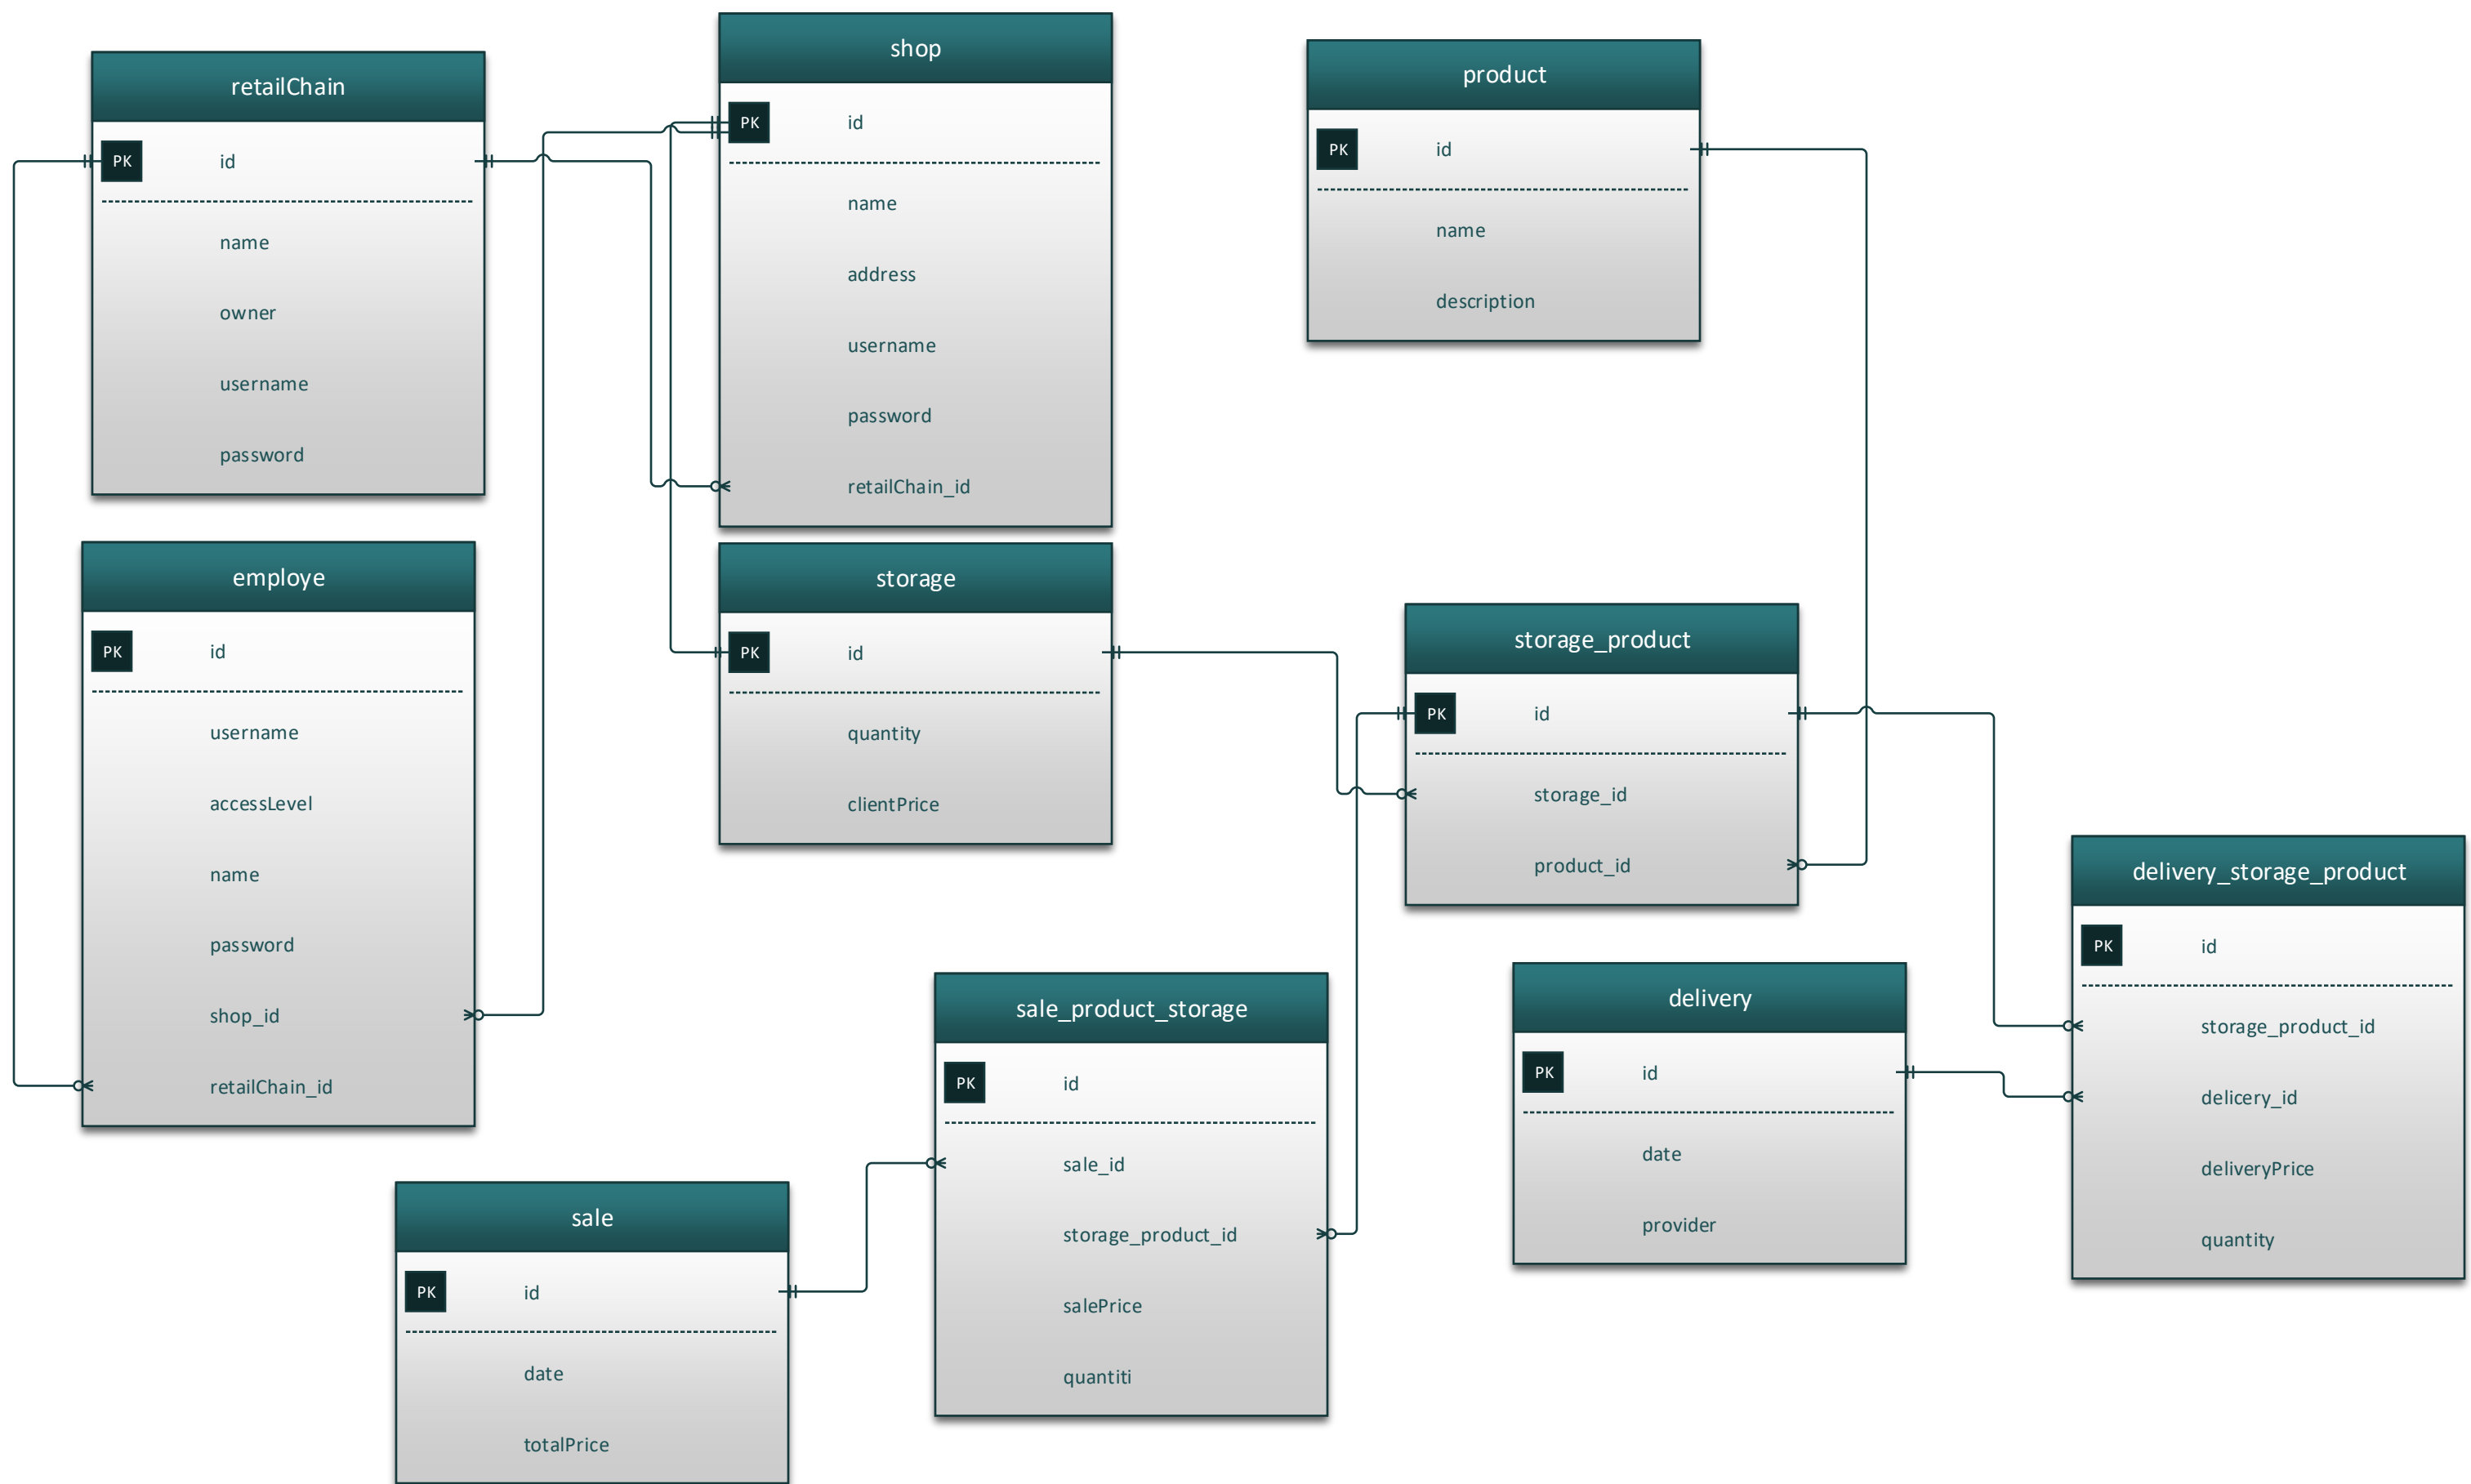 retailChain
PK id
name
owner
username
password
shop
PK id
name
address
username
password
retailChain_id
product
PK id
name
description
employe
PK id
username
accessLevel
name
password
shop_id
retailChain_id
storage
PK id
quantity
clientPrice
storage_product
PK id
storage_id
product_id
delivery_storage_product
PK id
storage_product_id
delicery_id
deliveryPrice
quantity
delivery
PK id
date
provider
sale_product_storage
PK id
sale_id
storage_product_id
salePrice
quantiti
sale
PK id
date
totalPrice